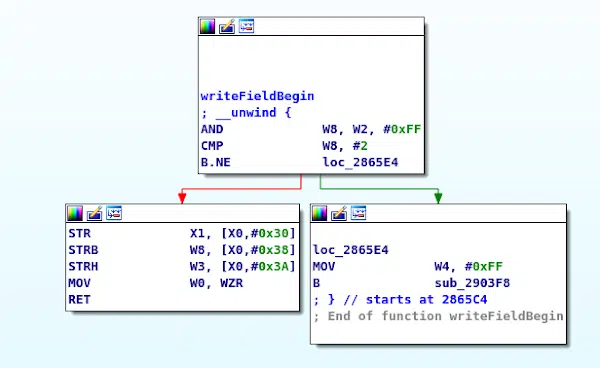 writeFieldBegin
; __unwind {
AND W8, W2, #0xFF
CMP W8, #2
B.NE loc_2865E4
STR X1, [X0,#0x30]
STRB W8, [X0,#0x38]
STRH W3, [X0,#0x3A]
MOV W0, WZR
RET
loc_2865E4
MOV W4, #0xFF
B sub_2903F8
; } // starts at 2865C4
; End of function writeFieldBegin